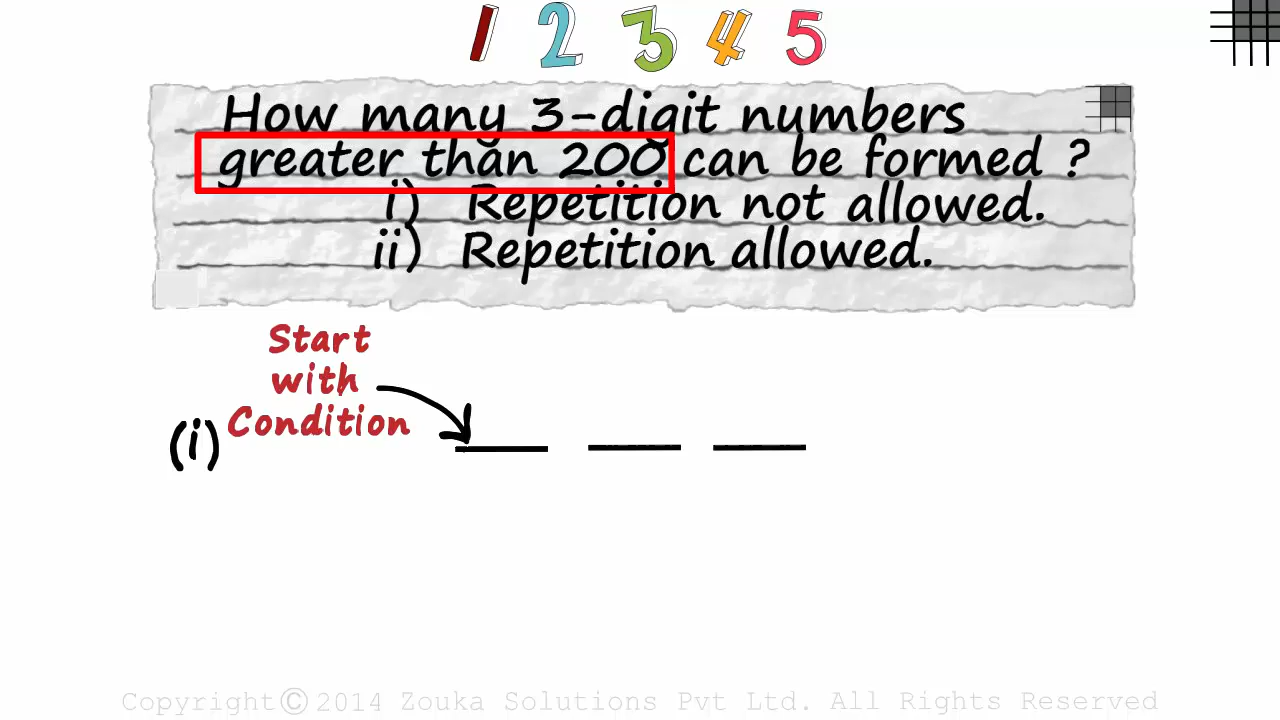 1 2 3 4 5
How many 3-digit numbers
greater than 200 can be formed ?
i) Repetition not allowed.
ii) Repetition allowed.
Start
with
Condition
(i)
Copyright© 2014 Zouka Solutions Pvt Ltd. All Rights Reserved